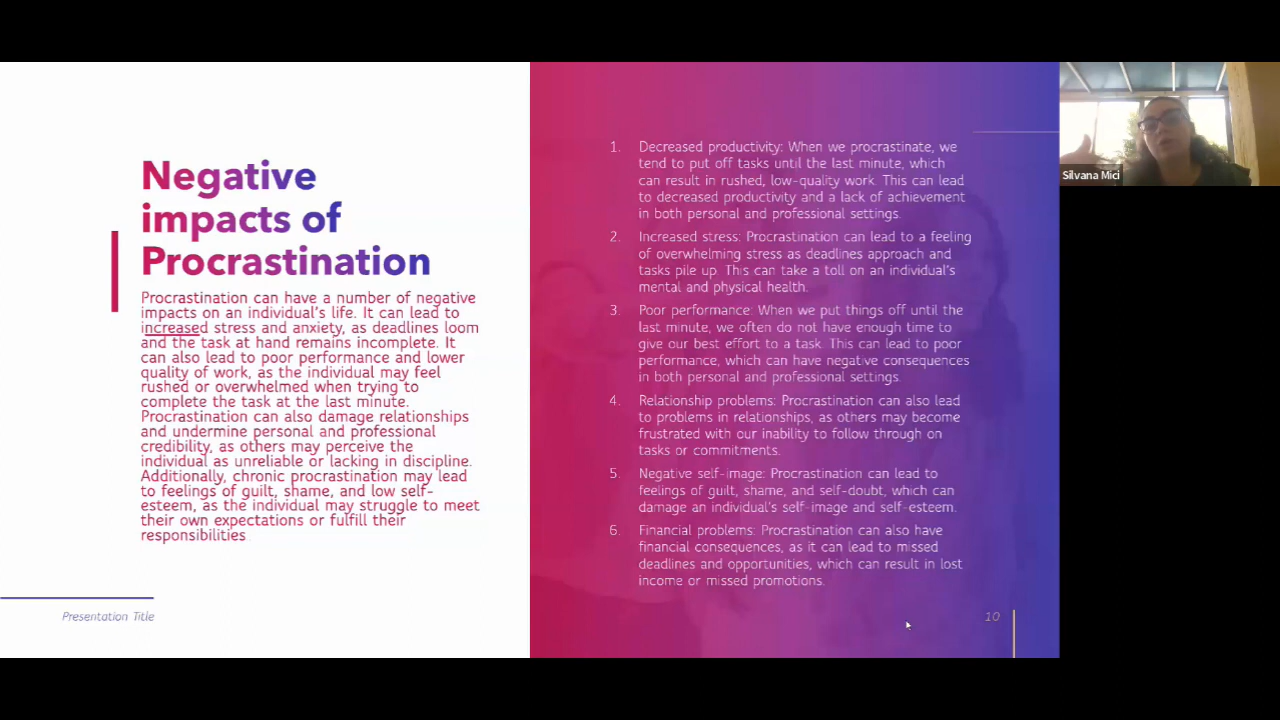 Negative
impacts of
Procrastination
Procrastination can have a number of negative
impacts on an individual's life. It can lead to
increased stress and anxiety, as deadlines loom
and the task at hand remains incomplete. It
can also lead to poor performance and lower
quality of work, as the individual may feel
rushed or overwhelmed when trying to
complete the task at the last minute.
Procrastination can also damage relationships
and undermine personal and professional
credibility, as others may perceive the
individual as unreliable or lacking in discipline.
Additionally, chronic procrastination may lead
to feelings of guilt, shame, and low self-
esteem, as the individual may struggle to meet
their own expectations or fulfill their
responsibilities
Presentation Title
1. Decreased productivity: When we procrastinate, we
tend to put off tasks until the last minute, which
can result in rushed, low-quality work. This can lead
to decreased productivity and a lack of achievement
in both personal and professional settings.
2. Increased stress: Procrastination can lead to a feeling
of overwhelming stress as deadlines approach and
tasks pile up. This can take a toll on an individual's
mental and physical health.
3. Poor performance: When we put things off until the
last minute, we often do not have enough time to
give our best effort to a task. This can lead to poor
performance, which can have negative consequences
in both personal and professional settings.
4. Relationship problems: Procrastination can also lead
to problems in relationships, as others may become
frustrated with our inability to follow through on
tasks or commitments.
5. Negative self-image: Procrastination can lead to
feelings of guilt, shame, and self-doubt, which can
damage an individual's self-image and self-esteem.
6. Financial problems: Procrastination can also have
financial consequences, as it can lead to missed
deadlines and opportunities, which can result in lost
income or missed promotions.
10
Silvana Mici